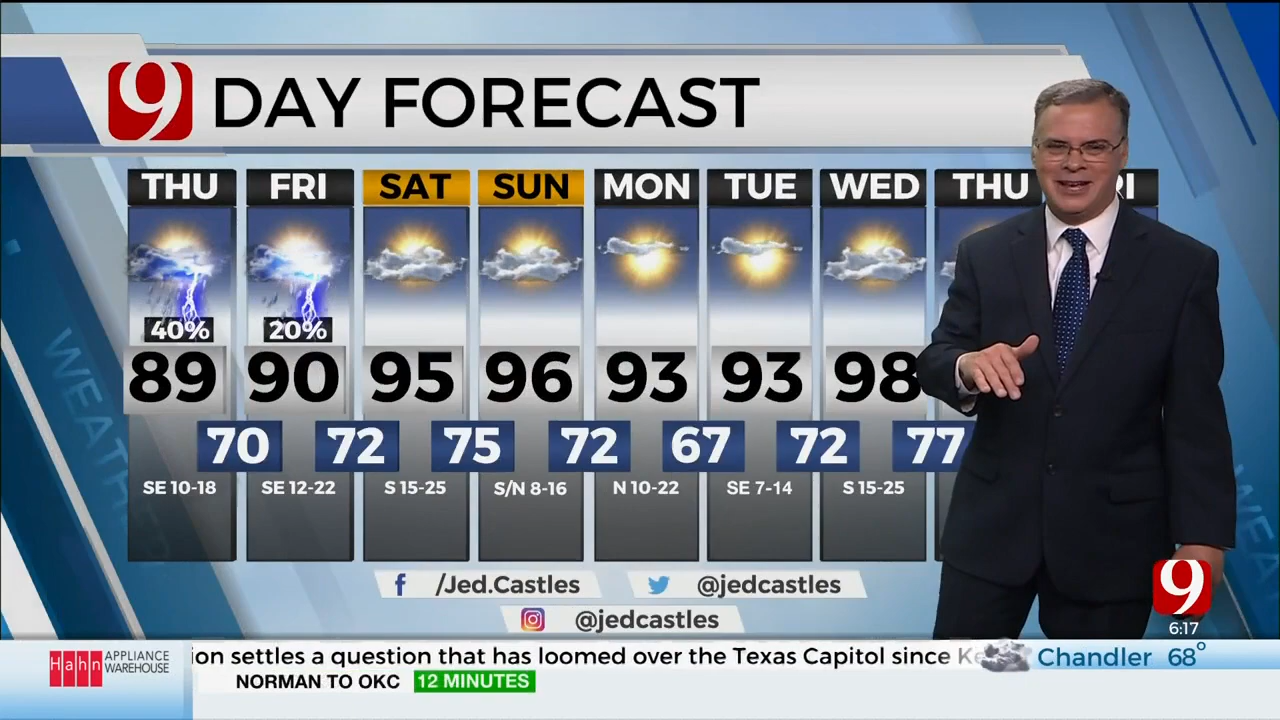 9 DAY FORECAST
THU FRI SAT SUN MON TUE WED THU
40% 20%
89 90 95 96 93 93 98
70 72 75 72 67 72 77
SE 10-18 SE 12-22 S 15-25 S/N 8-16 N 10-22 SE 7-14 S 15-25
/Jed.Castles @jedcastles
@jedcastles
9
6:17
Hahn APPLIANCE WAREHOUSE
ion settles a question that has loomed over the Texas Capitol since
Chandler 68°
NORMAN TO OKC 12 MINUTES
WEATHER